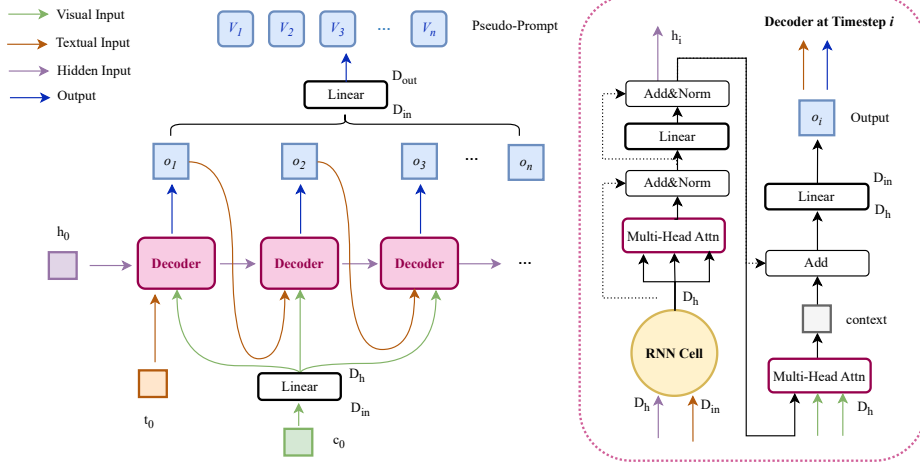 Visual Input
Textual Input
Hidden Input
Output
V1 V2 V3 ... Vn Pseudo-Prompt
Dout
Linear
Din
o1 o2 o3 ... on
h0
Decoder Decoder Decoder ...
Dh
Linear
Din
t0
c0
Decoder at Timestep i
hi
Add&Norm
Linear
Add&Norm
Multi-Head Attn
Dh
RNN Cell
Dh Din
oi Output
Din
Linear
Dh
Add
context
Multi-Head Attn
Dh